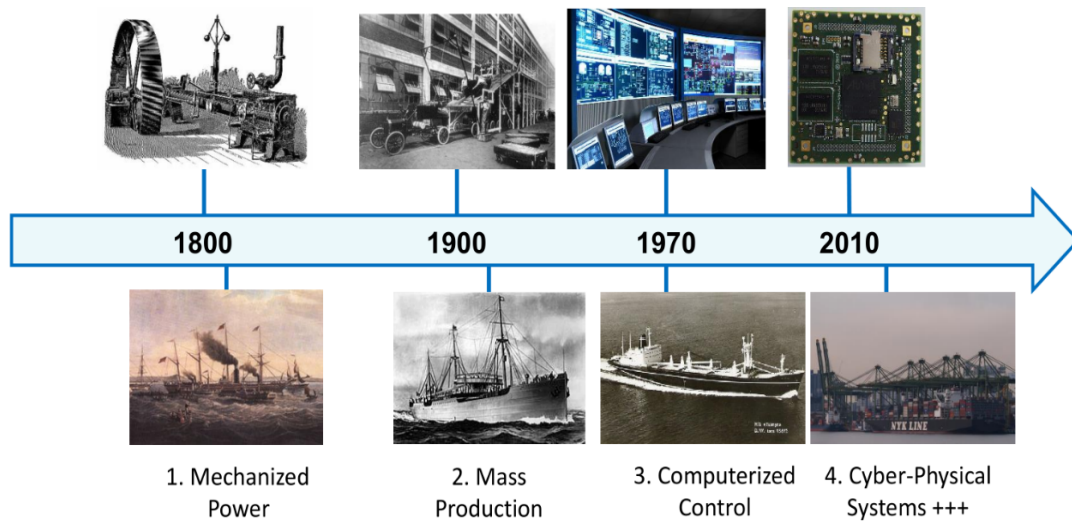 1800
1900
1970
2010
NYK LINE
1. Mechanized
Power
2. Mass
Production
3. Computerized
Control
4. Cyber-Physical
Systems +++